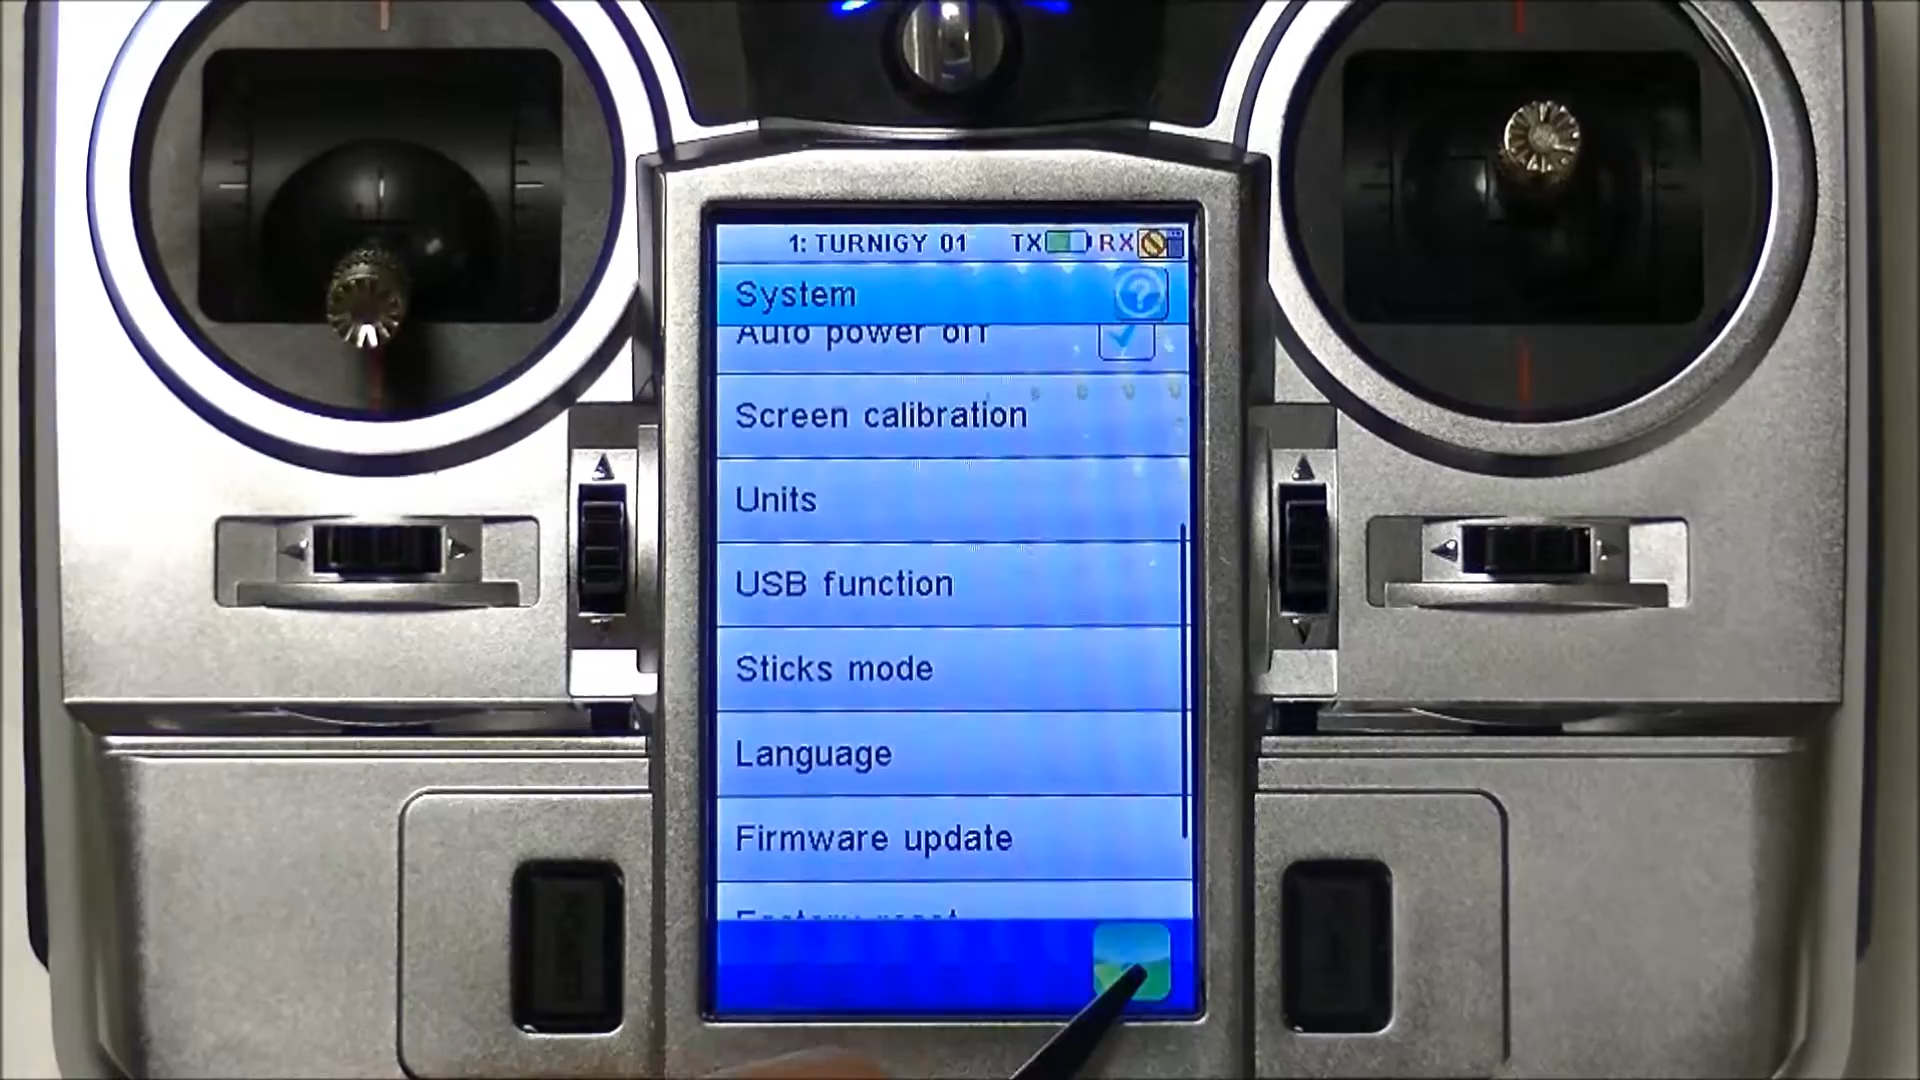 1: TURNIGY 01 TX RX
System ?
Auto power off
Screen calibration
Units
USB function
Sticks mode
Language
Firmware update
Factory reset
POWER